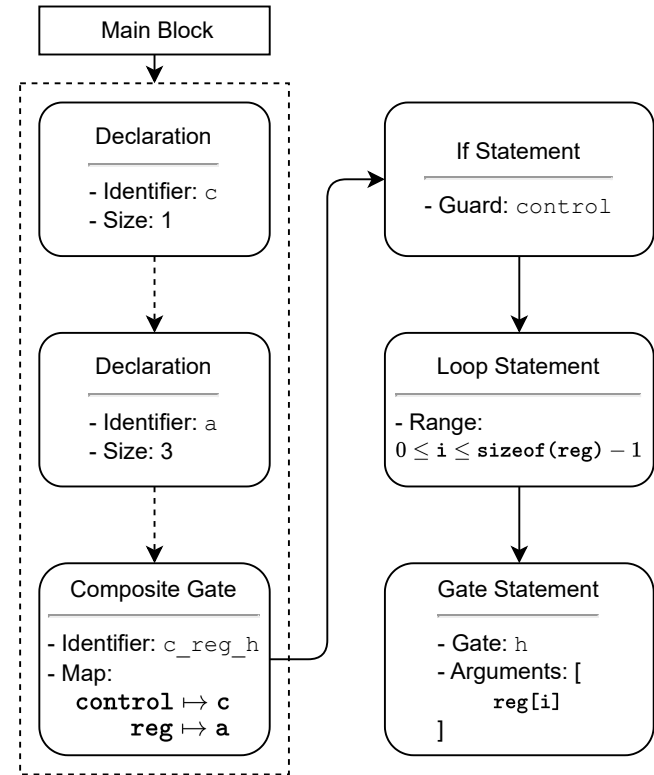 Main Block
Declaration
- Identifier: c
- Size: 1
Declaration
- Identifier: a
- Size: 3
Composite Gate
- Identifier: c_reg_h
- Map:
control ↦ c
reg ↦ a
If Statement
- Guard: control
Loop Statement
- Range:
0 ≤ i ≤ sizeof(reg) − 1
Gate Statement
- Gate: h
- Arguments: [
reg[i]
]